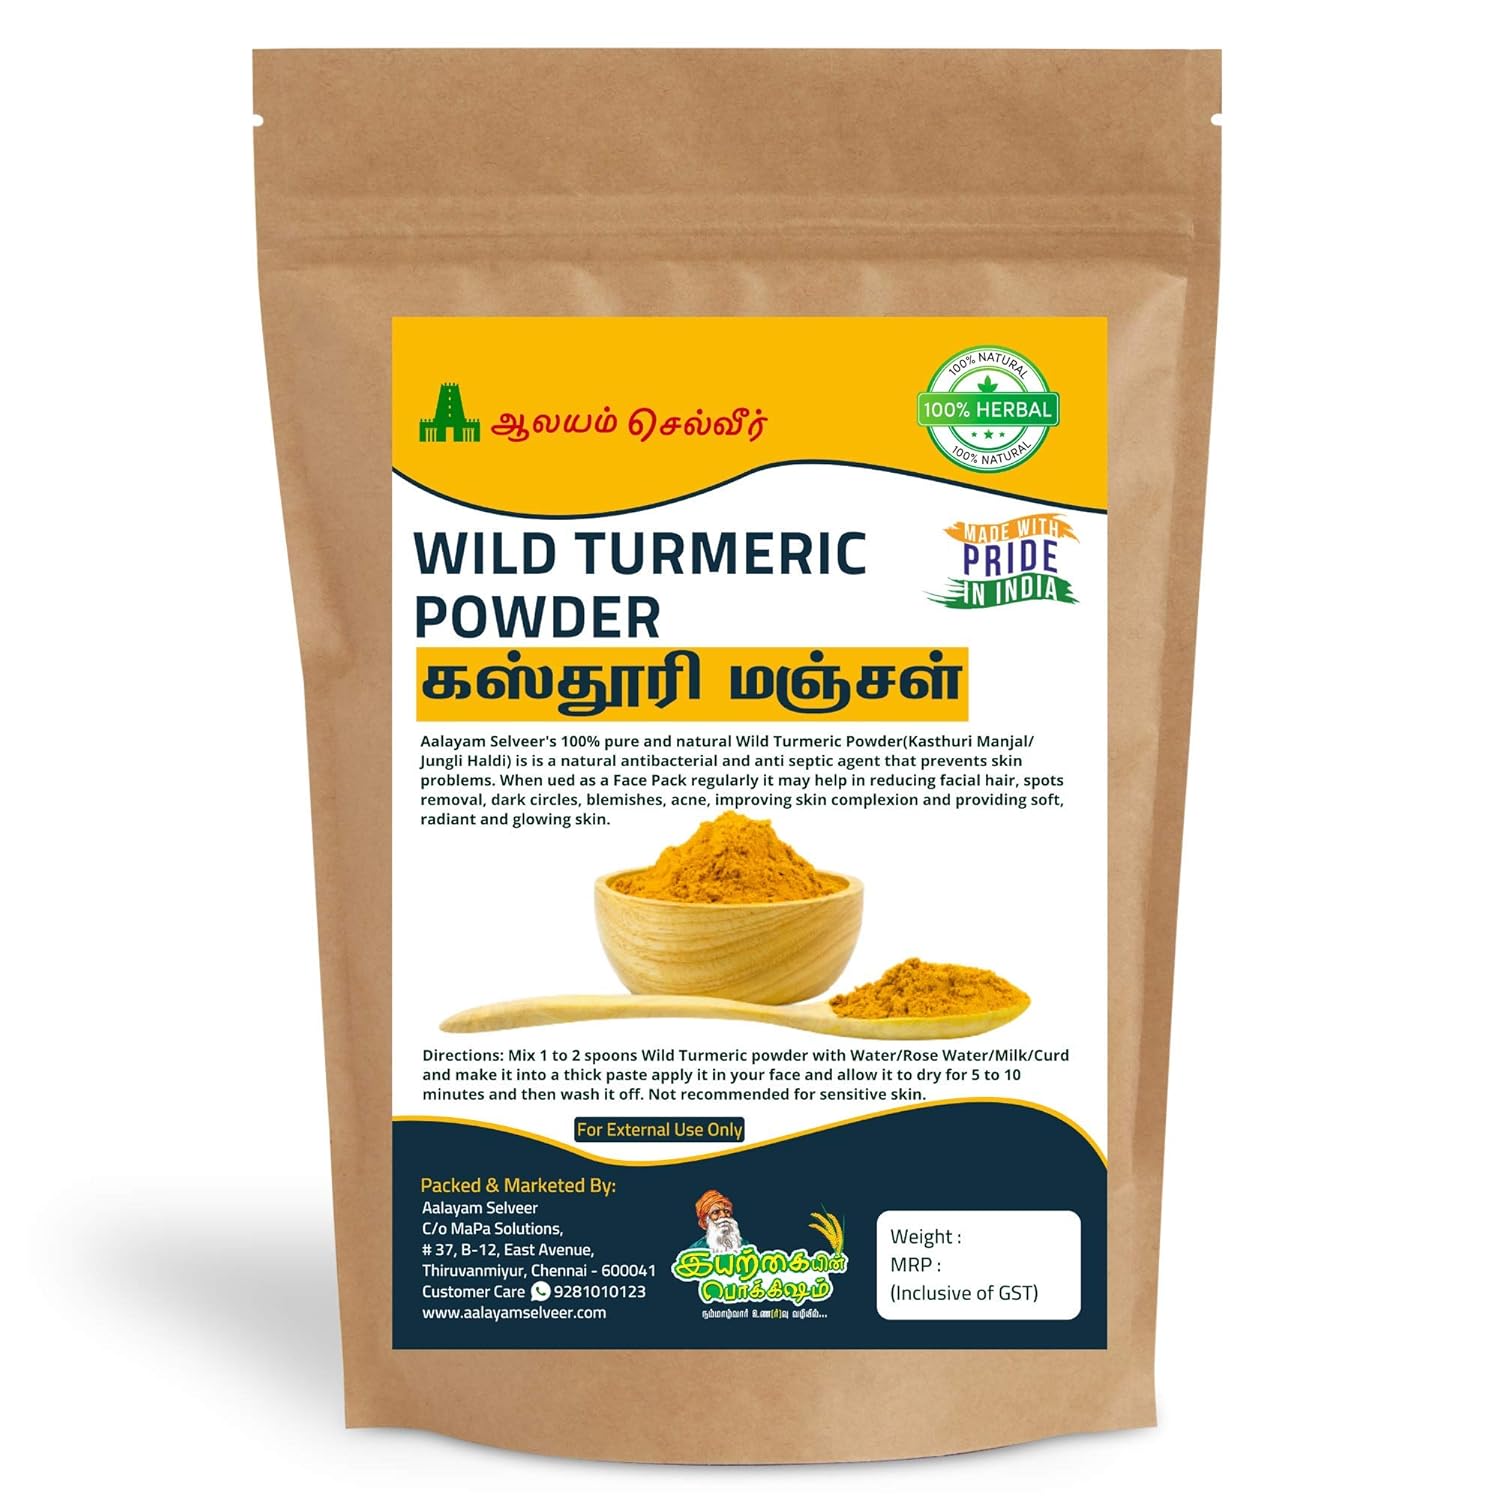 ஆலயம் செல்வீர்
100% NATURAL
100% HERBAL
100% NATURAL
WILD TURMERIC
POWDER
MADE WITH
PRIDE
IN INDIA
கஸ்தூரி மஞ்சள்
Aalayam Selveer's 100% pure and natural Wild Turmeric Powder(Kasthuri Manjal/
Jungli Haldi) is is a natural antibacterial and anti septic agent that prevents skin
problems. When ued as a Face Pack regularly it may help in reducing facial hair, spots
removal, dark circles, blemishes, acne, improving skin complexion and providing soft,
radiant and glowing skin.
Directions: Mix 1 to 2 spoons Wild Turmeric powder with Water/Rose Water/Milk/Curd
and make it into a thick paste apply it in your face and allow it to dry for 5 to 10
minutes and then wash it off. Not recommended for sensitive skin.
For External Use Only
Packed & Marketed By:
Aalayam Selveer
C/o MaPa Solutions,
# 37, B-12, East Avenue,
Thiruvanmiyur, Chennai - 600041
Customer Care 9281010123
www.aalayamselveer.com
இயற்கையின்
பொக்கிஷம்
நம்மாழ்வார் உண(ர்)வு வழியில்...
Weight :
MRP :
(Inclusive of GST)